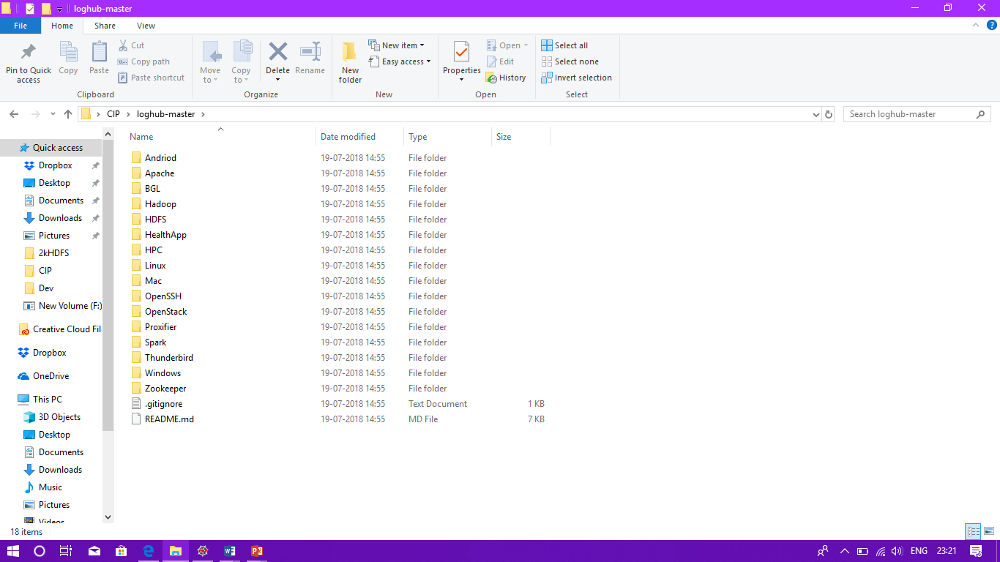 loghub-master
File Home Share View
Pin to Quick access
Copy
Paste
Cut
Copy path
Paste shortcut
Clipboard
Move to
Copy to
Delete
Rename
Organize
New folder
New item
Easy access
New
Properties
Open
Edit
History
Open
Select all
Select none
Invert selection
Select
CIP loghub-master
Search loghub-master
Quick access
Dropbox
Desktop
Documents
Downloads
Pictures
2kHDFS
CIP
Dev
New Volume (F:)
Creative Cloud Fil
Dropbox
OneDrive
This PC
3D Objects
Desktop
Documents
Downloads
Music
Pictures
Videos
Name Date modified Type Size
Andriod 19-07-2018 14:55 File folder
Apache 19-07-2018 14:55 File folder
BGL 19-07-2018 14:55 File folder
Hadoop 19-07-2018 14:55 File folder
HDFS 19-07-2018 14:55 File folder
HealthApp 19-07-2018 14:55 File folder
HPC 19-07-2018 14:55 File folder
Linux 19-07-2018 14:55 File folder
Mac 19-07-2018 14:55 File folder
OpenSSH 19-07-2018 14:55 File folder
OpenStack 19-07-2018 14:55 File folder
Proxifier 19-07-2018 14:55 File folder
Spark 19-07-2018 14:55 File folder
Thunderbird 19-07-2018 14:55 File folder
Windows 19-07-2018 14:55 File folder
Zookeeper 19-07-2018 14:55 File folder
.gitignore 19-07-2018 14:55 Text Document 1 KB
README.md 19-07-2018 14:55 MD File 7 KB
18 items
ENG 23:21